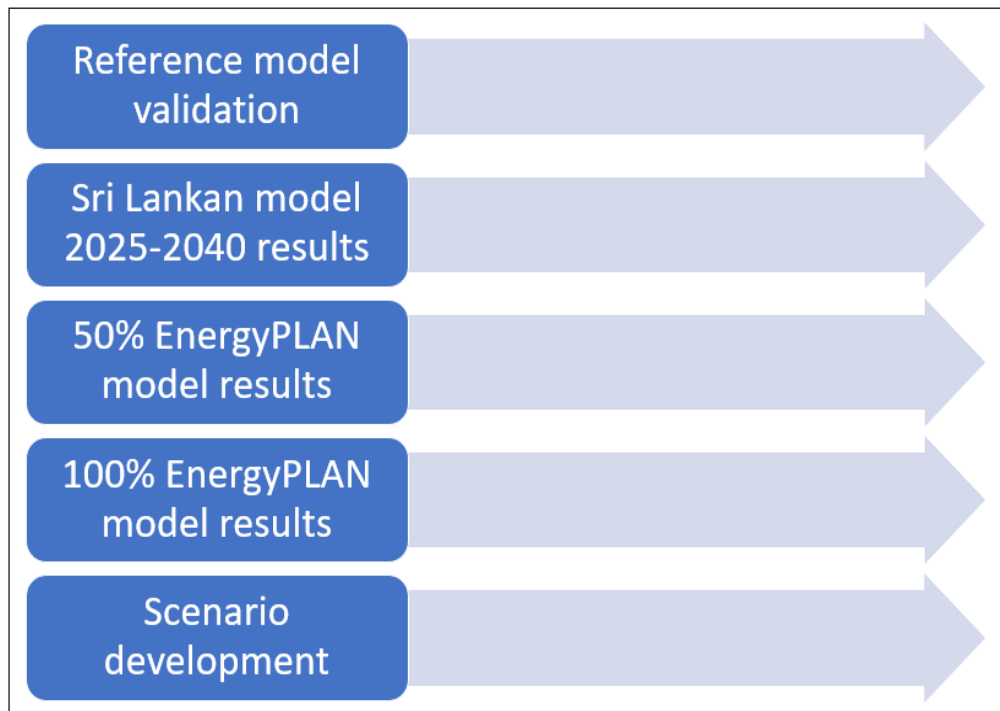 Reference model
validation
Sri Lankan model
2025-2040 results
50% EnergyPLAN
model results
100% EnergyPLAN
model results
Scenario
development